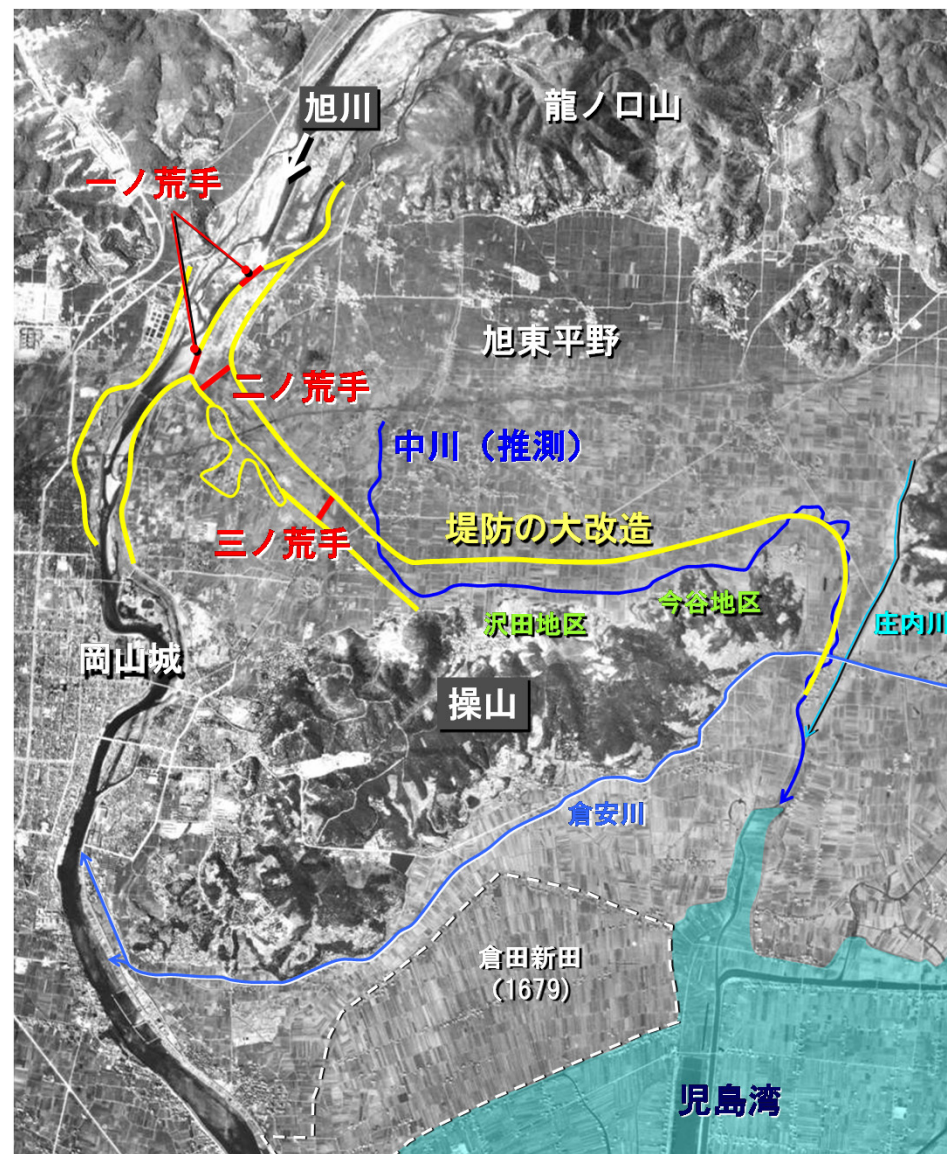 旭川
龍ノ口山
一ノ荒手
旭東平野
二ノ荒手
中川（推測）
堤防の大改造
三ノ荒手
今谷地区
沢田地区
庄内川
岡山城
操山
倉安川
倉田新田
(1679)
児島湾